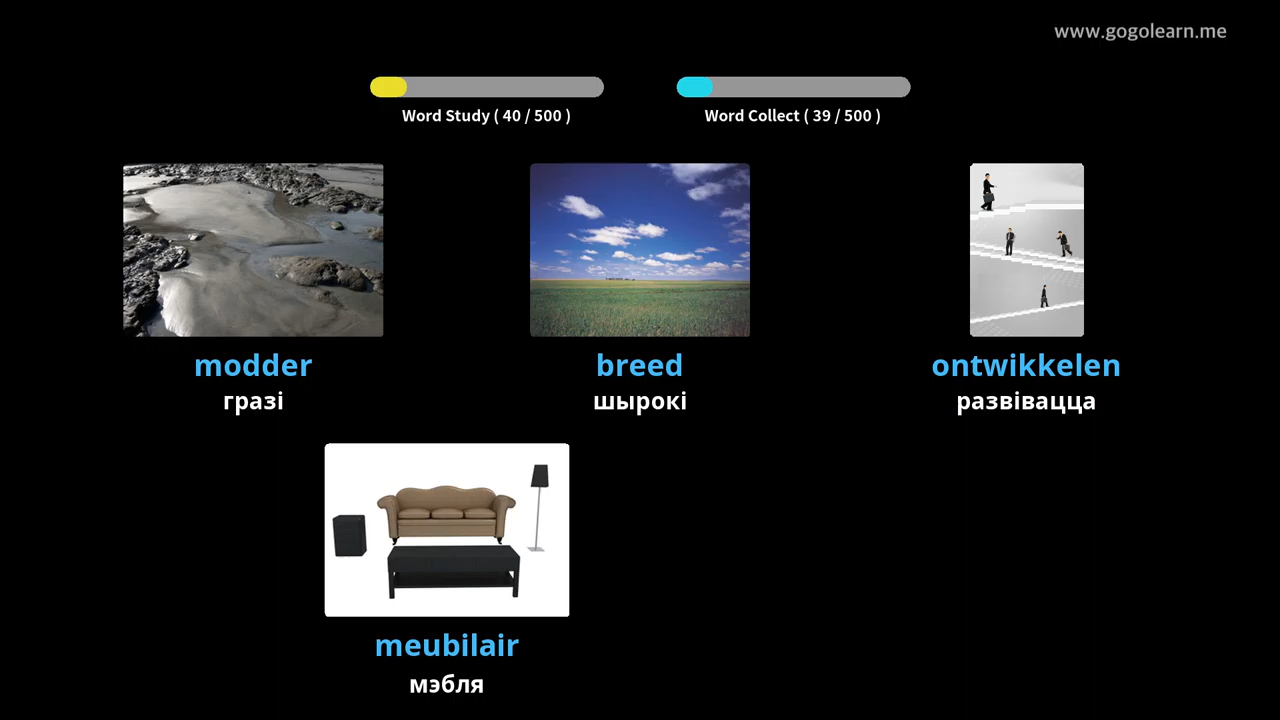 www.gogolearn.me
Word Study ( 40 / 500 )
Word Collect ( 39 / 500 )
modder
гразі
breed
шырокі
ontwikkelen
развівацца
meubilair
мэбля